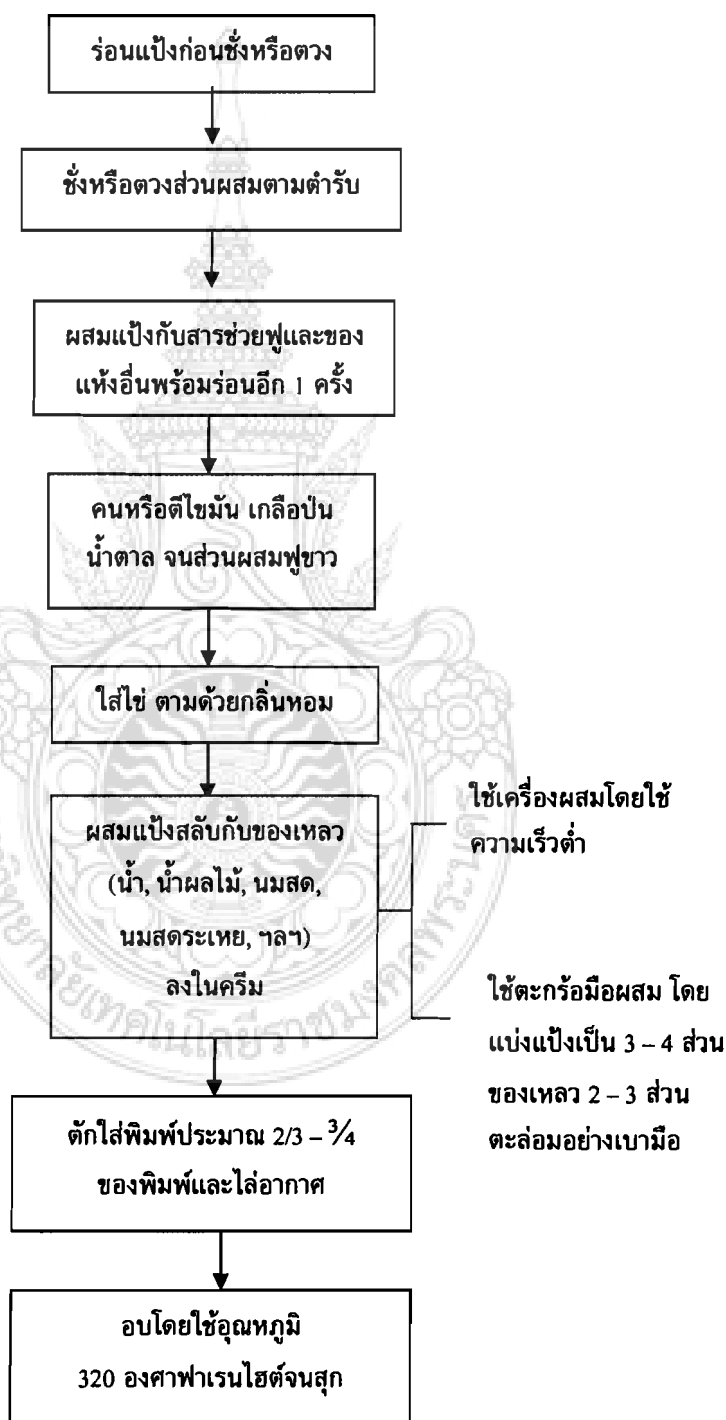 ร่อนแป้งก่อนชั่งหรือตวง
ชั่งหรือตวงส่วนผสมตามตำรับ
ผสมแป้งกับสารช่วยฟูและของ
แห้งอื่นพร้อมร่อนอีก 1 ครั้ง
คนหรือตีไขมัน เกลือป่น
น้ำตาล จนส่วนผสมฟูขาว
ใส่ไข่ ตามด้วยกลิ่นหอม
ผสมแป้งสลับกับของเหลว
(น้ำ, น้ำผลไม้, นมสด,
นมสดระเหย, ฯลฯ)
ลงในครีม
ใช้เครื่องผสมโดยใช้
ความเร็วต่ำ
ใช้ตะกร้อมือผสม โดย
แบ่งแป้งเป็น 3 – 4 ส่วน
ของเหลว 2 – 3 ส่วน
ตะล่อมอย่างเบามือ
ตักใส่พิมพ์ประมาณ 2/3 – ¾
ของพิมพ์และไล่อากาศ
อบโดยใช้อุณหภูมิ
320 องศาฟาเรนไฮต์จนสุก